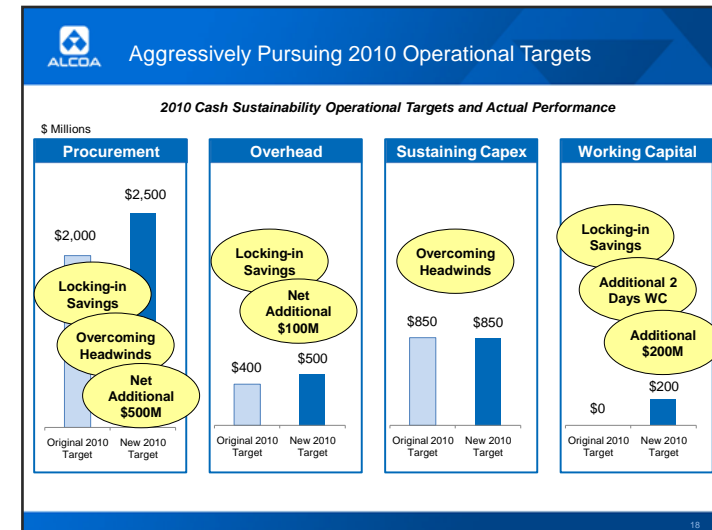 ALCOA
Aggressively Pursuing 2010 Operational Targets
2010 Cash Sustainability Operational Targets and Actual Performance
$ Millions
Procurement
$2,500
$2,000
Locking-in
Savings
Overcoming
Headwinds
Net
Additional
$500M
Original 2010
Target
New 2010
Target
Overhead
Locking-in
Savings
Net
Additional
$100M
$400
$500
Original 2010
Target
New 2010
Target
Sustaining Capex
Overcoming
Headwinds
$850
$850
Original 2010
Target
New 2010
Target
Working Capital
Locking-in
Savings
Additional 2
Days WC
Additional
$200M
$0
$200
Original 2010
Target
New 2010
Target
18